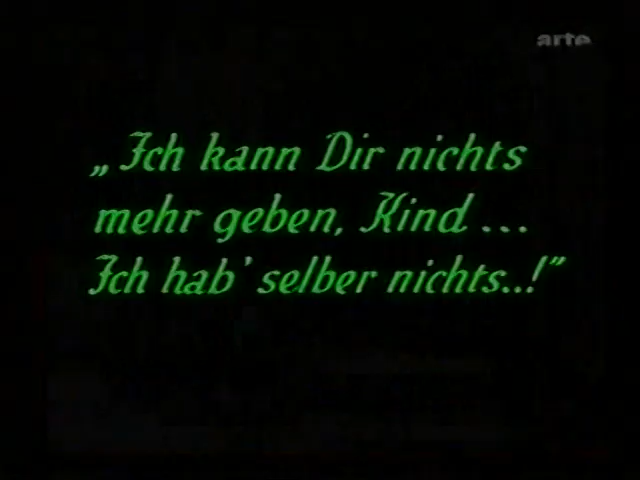 arte
„Ich kann Dir nichts
mehr geben, Kind ...
Ich hab' selber nichts..!"